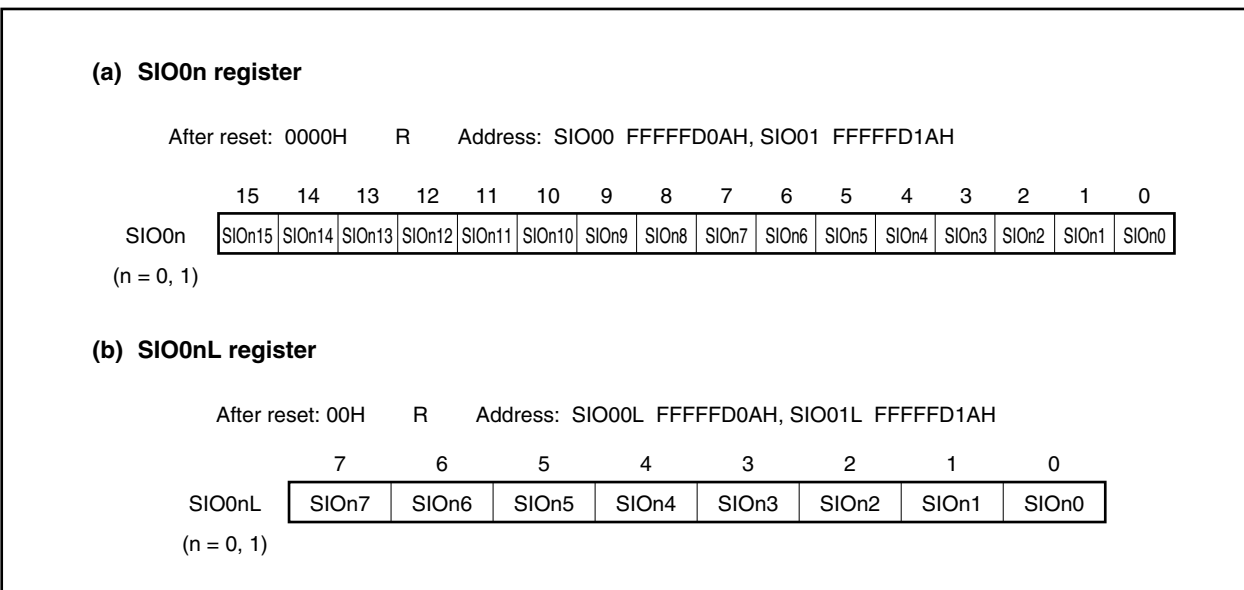 (a) SIO0n register
After reset: 0000H R Address: SIO00 FFFFFD0AH, SIO01 FFFFFD1AH
15 14 13 12 11 10 9 8 7 6 5 4 3 2 1 0
SIO0n SIOn15 SIOn14 SIOn13 SIOn12 SIOn11 SIOn10 SIOn9 SIOn8 SIOn7 SIOn6 SIOn5 SIOn4 SIOn3 SIOn2 SIOn1 SIOn0
(n = 0, 1)
(b) SIO0nL register
After reset: 00H R Address: SIO00L FFFFFD0AH, SIO01L FFFFFD1AH
7 6 5 4 3 2 1 0
SIO0nL SIOn7 SIOn6 SIOn5 SIOn4 SIOn3 SIOn2 SIOn1 SIOn0
(n = 0, 1)